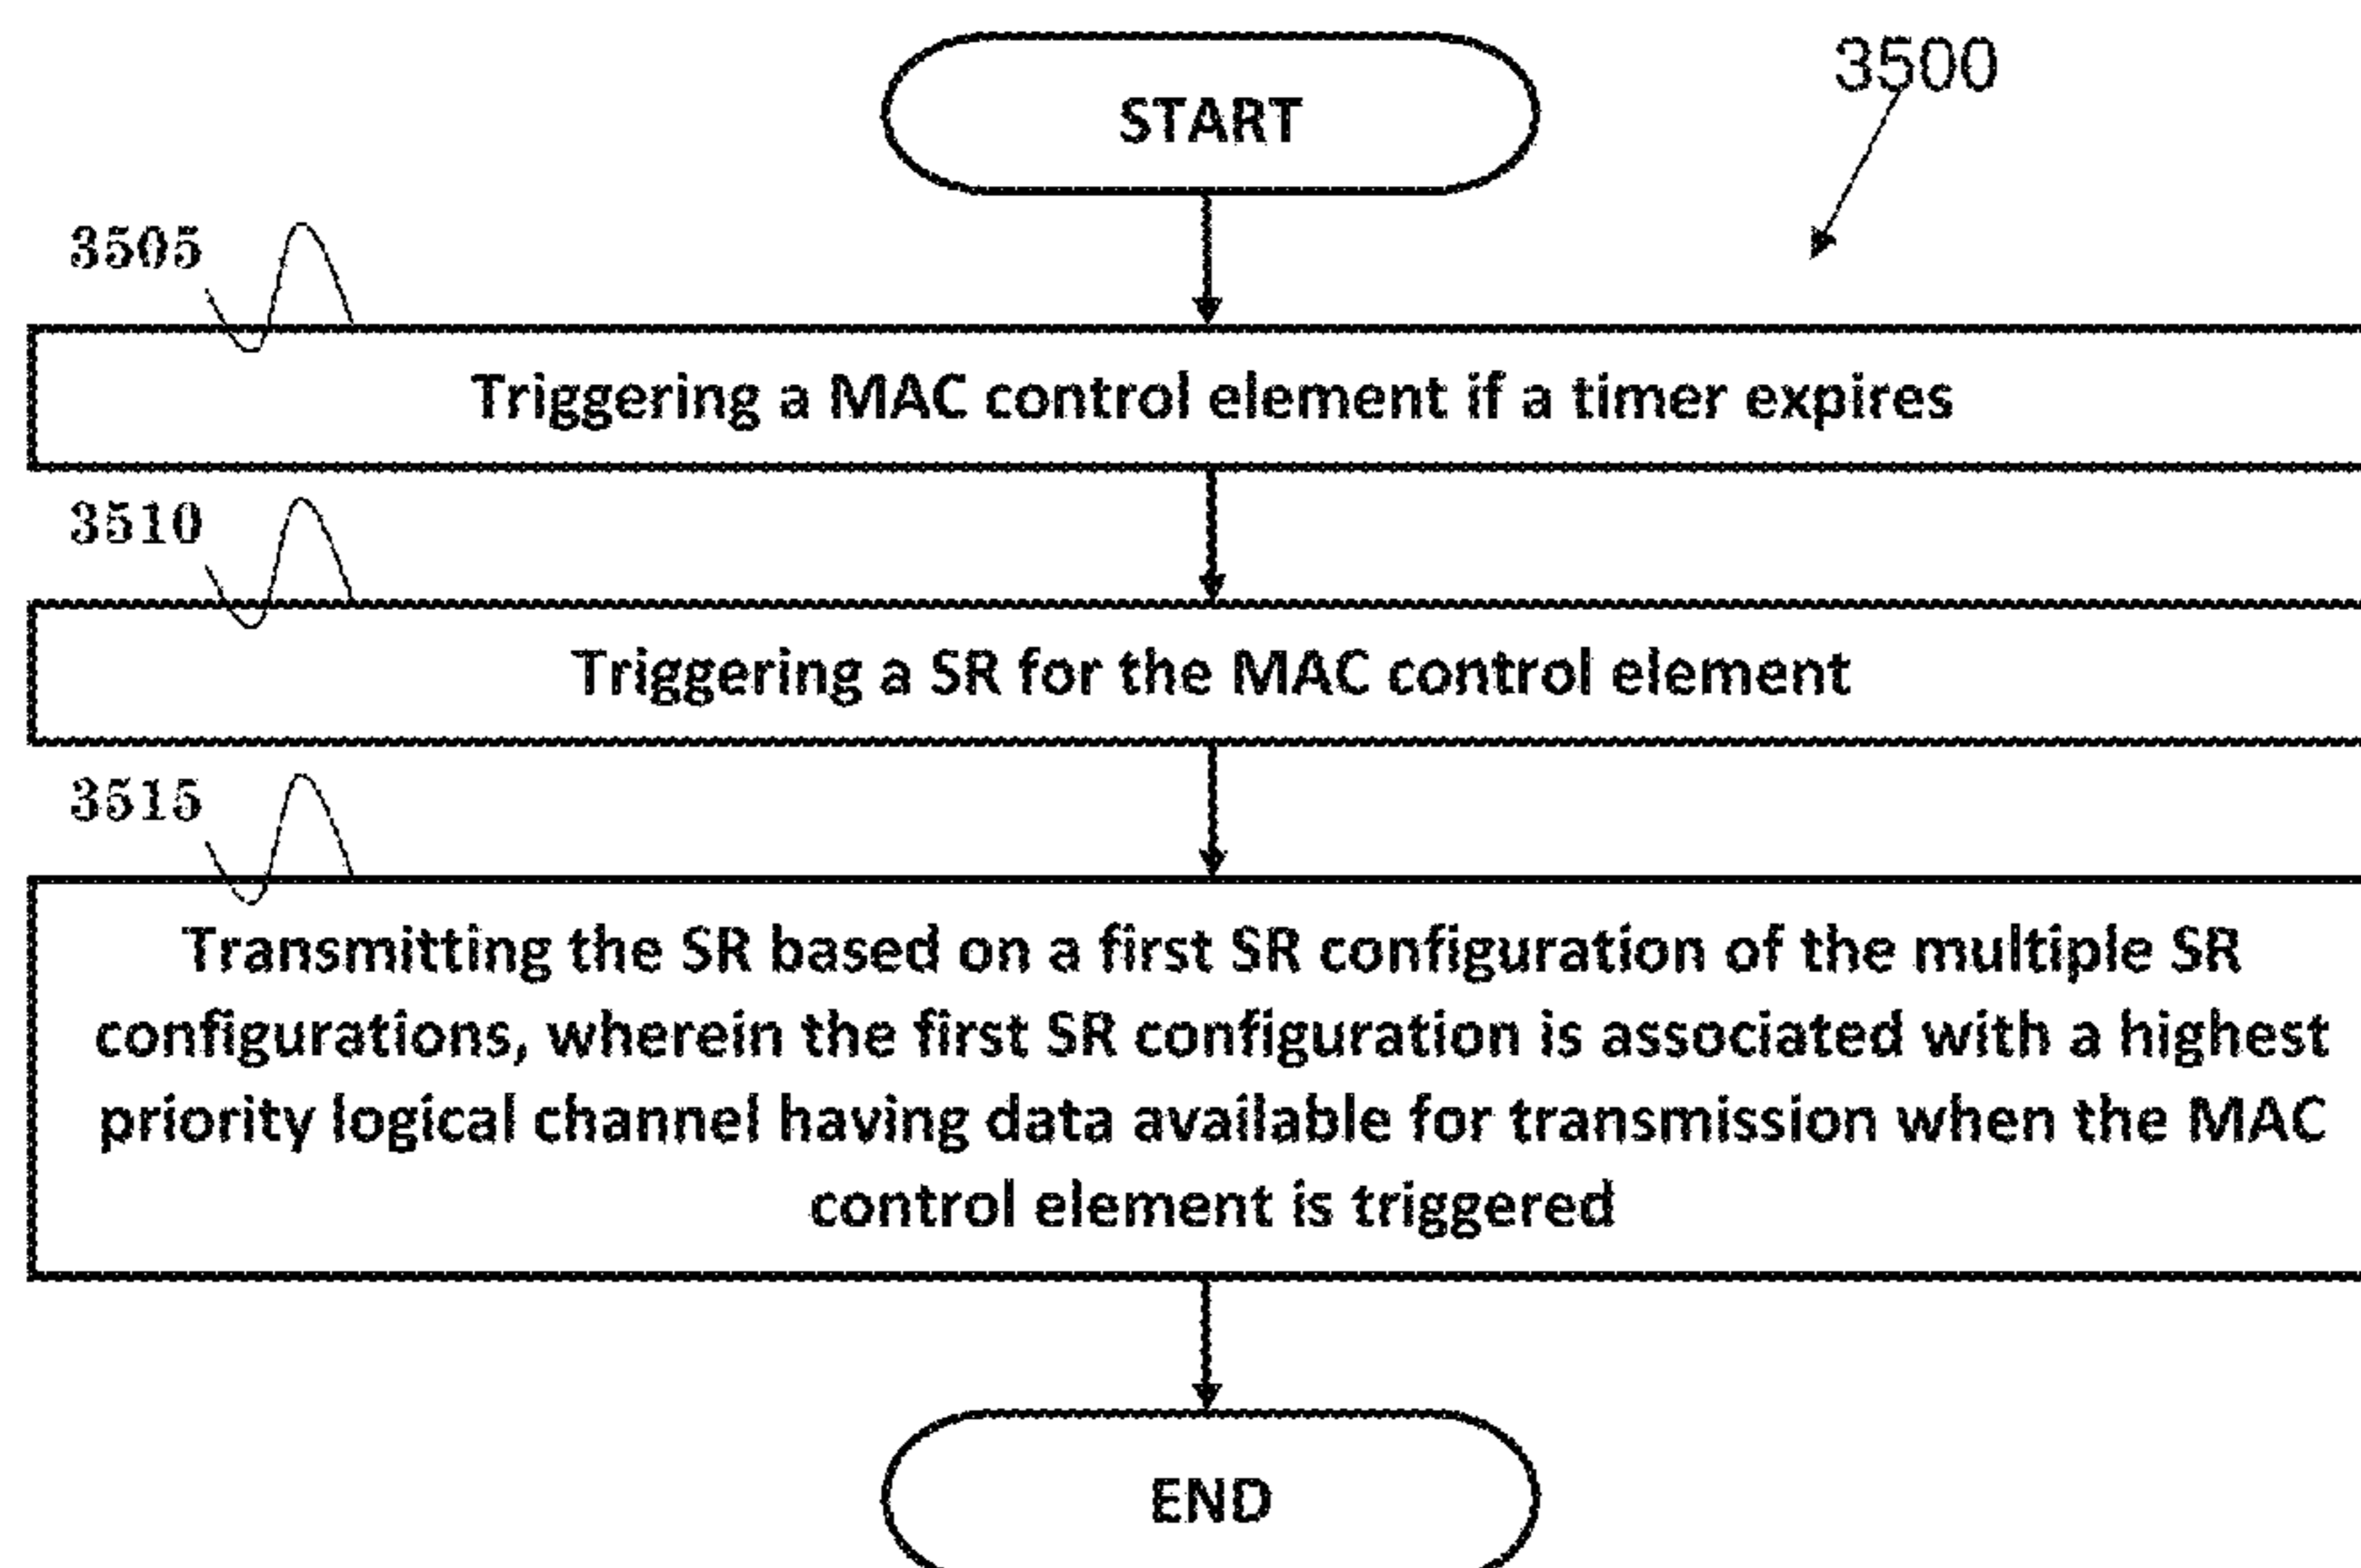 START
3500
3505
Triggering a MAC control element if a timer expires
3510
Triggering a SR for the MAC control element
3515
Transmitting the SR based on a first SR configuration of the multiple SR
configurations, wherein the first SR configuration is associated with a highest
priority logical channel having data available for transmission when the MAC
control element is triggered
END